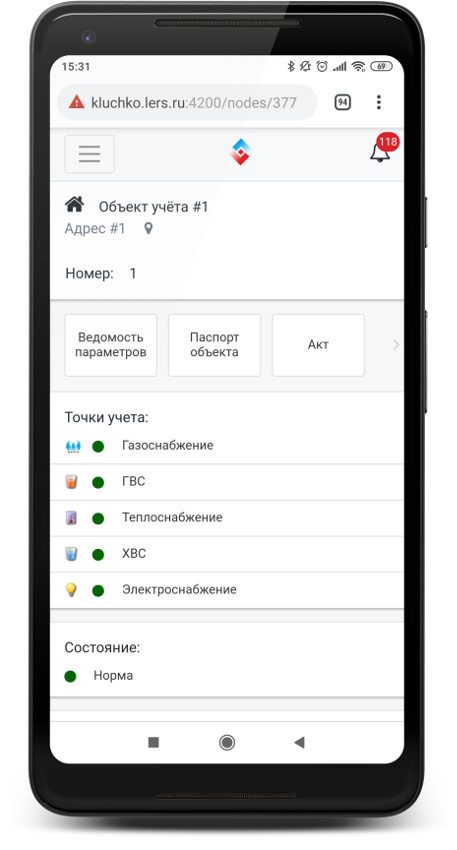 15:31
69
kluchko.lers.ru:4200/nodes/377
94
118
Объект учёта #1
Адрес #1
Номер: 1
Ведомость
параметров
Паспорт
объекта
Акт
Точки учета:
Газоснабжение
ГВС
Теплоснабжение
ХВС
Электроснабжение
Состояние:
Норма